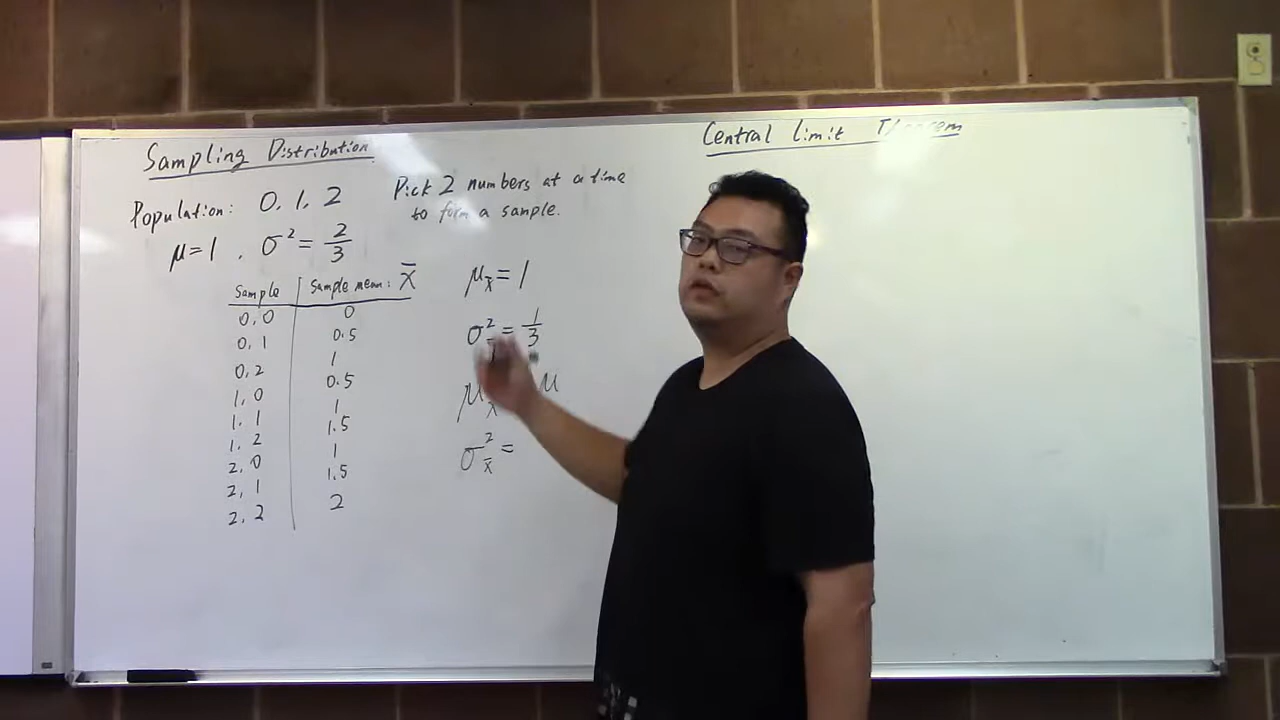 Sampling Distribution
Population: 0, 1, 2
Pick 2 numbers at a time
to form a sample.
μ=1, σ²= 2/3
Sample | Sample mean: x̄
0,0 0
0,1 0.5
0,2 1
1,0 0.5
1,1 1
1,2 1.5
2,0 1
2,1 1.5
2,2 2
μx̄ = 1
σ² = 1/3
μx̄ μ
σ²x̄ =
Central Limit Theorem